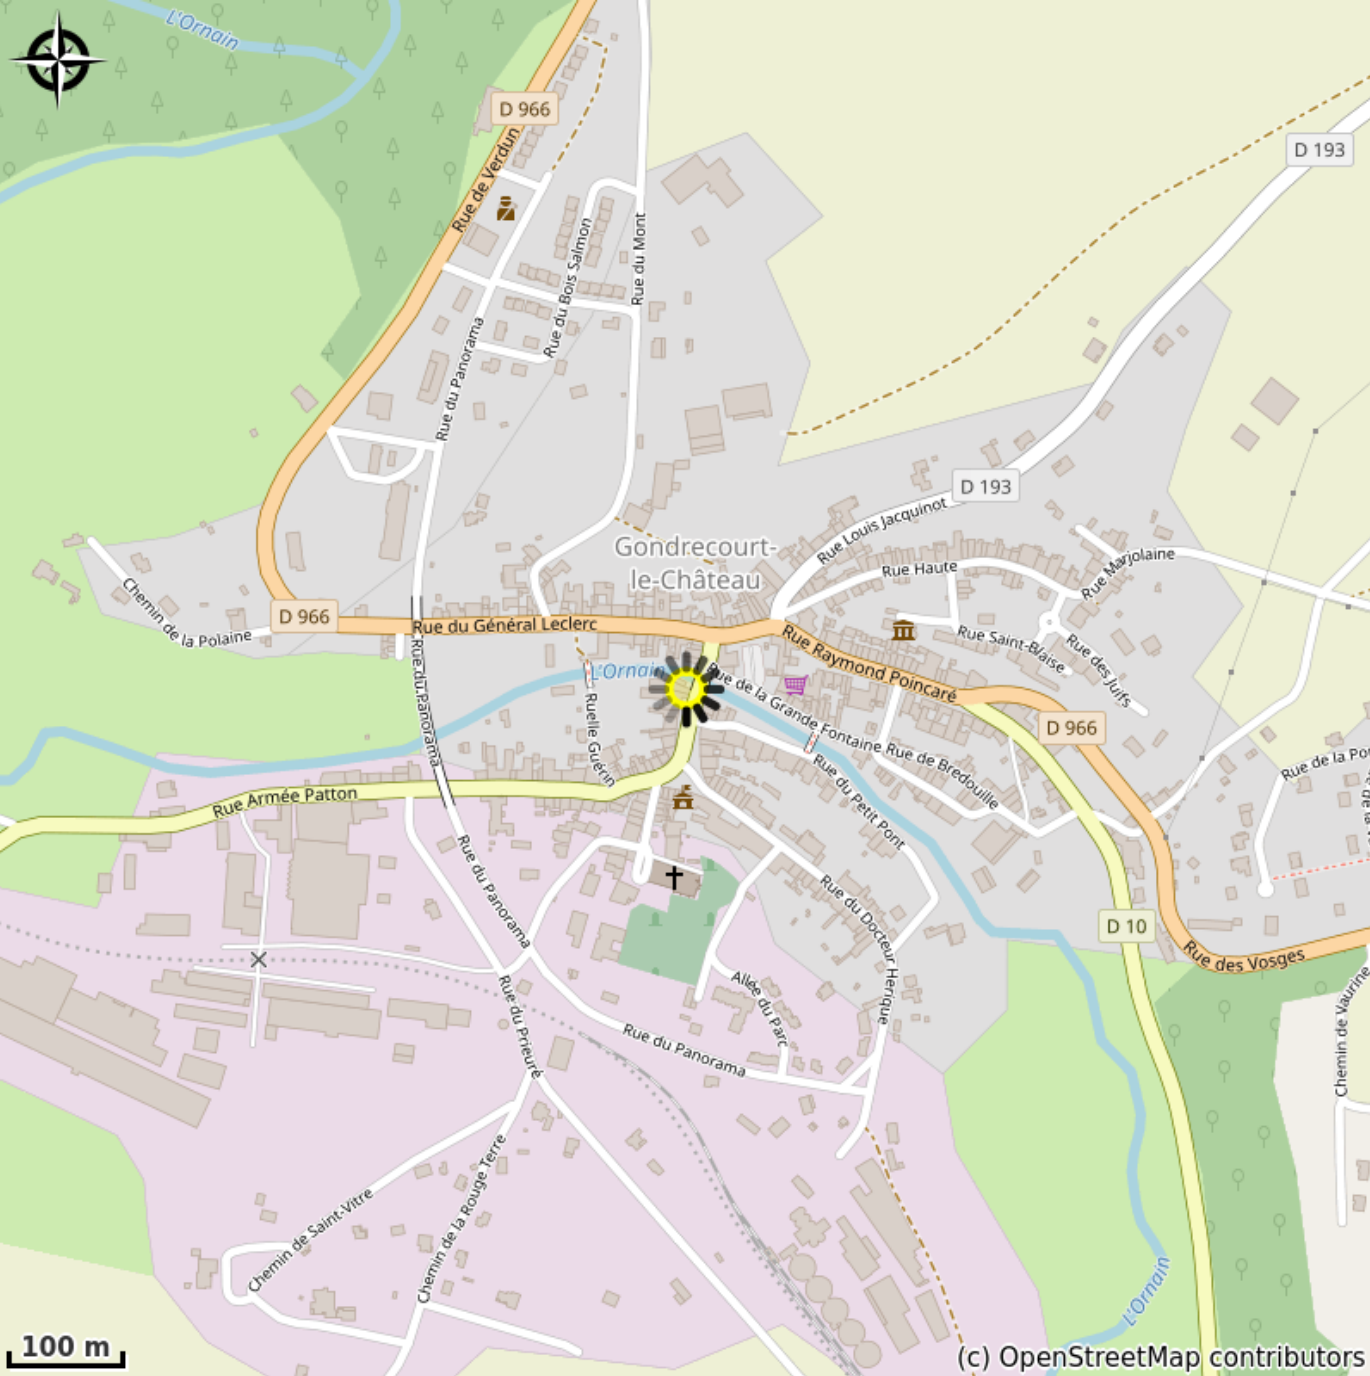 L'Ornain
D 966
Rue de Verdun
D 193
Rue du Mont
Rue du Bois Salmon
Rue du Panorama
D 193
Rue Louis Jacquinot
Gondrecourt-
le-Château
Rue Haute
Rue Marjolaine
Chemin de la Polaine
D 966
Rue du Général Leclerc
Rue Raymond Poincaré
Rue Saint-Blaise
Rue des Juifs
Rue du Panorama
L'Ornain
Rue de la Grande Fontaine
Ruelle Guérin
Rue de Bredouille
D 966
Rue de la Po
Rue Armée Patton
Rue du Petit Pont
Rue du Panorama
Rue du Docteur Herique
D 10
Rue des Vosges
Allée du Parc
Rue du Prieuré
Rue du Panorama
Chemin de Vaurine
Chemin de Saint-Vitre
Chemin de la Rouge Terre
L'Ornain
100 m
(c) OpenStreetMap contributors